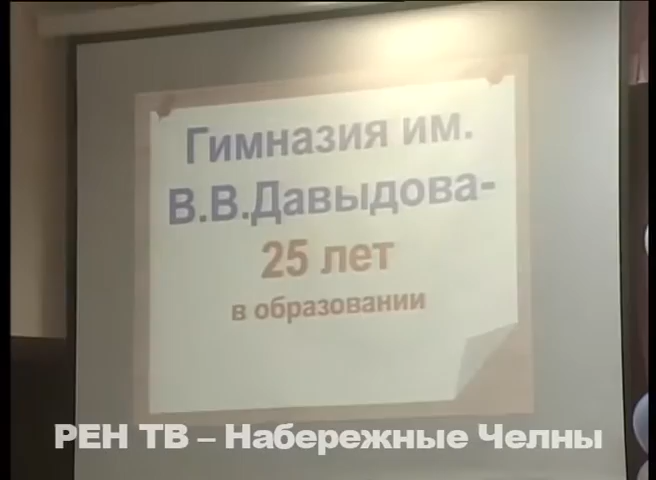 Гимназия им.
В.В.Давыдова-
25 лет
в образовании
РЕН ТВ – Набережные Челны